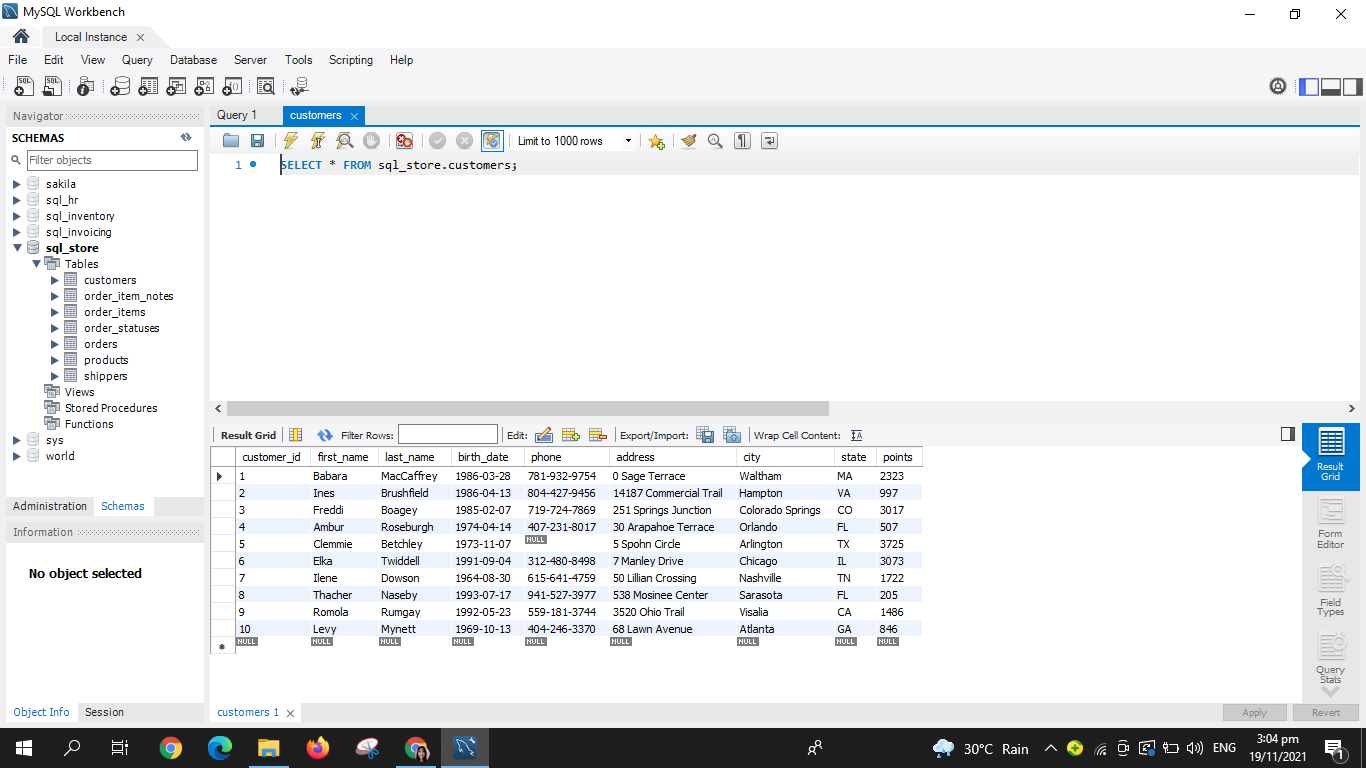 MySQL Workbench
Local Instance
File Edit View Query Database Server Tools Scripting Help
Navigator
SCHEMAS
Filter objects
sakila
sql_hr
sql_inventory
sql_invoicing
sql_store
Tables
customers
order_item_notes
order_items
order_statuses
orders
products
shippers
Views
Stored Procedures
Functions
sys
world
Administration Schemas
Information
No object selected
Object Info Session
Query 1 customers
Limit to 1000 rows
1 SELECT * FROM sql_store.customers;
Result Grid Filter Rows: Edit: Export/Import: Wrap Cell Content:
customer_id first_name last_name birth_date phone address city state points
1 Babara MacCaffrey 1986-03-28 781-932-9754 0 Sage Terrace Waltham MA 2323
2 Ines Brushfield 1986-04-13 804-427-9456 14187 Commercial Trail Hampton VA 997
3 Freddi Boagey 1985-02-07 719-724-7869 251 Springs Junction Colorado Springs CO 3017
4 Ambur Roseburgh 1974-04-14 407-231-8017 30 Arapahoe Terrace Orlando FL 507
5 Clemmie Betchley 1973-11-07 NULL 5 Spohn Circle Arlington TX 3725
6 Elka Twiddell 1991-09-04 312-480-8498 7 Manley Drive Chicago IL 3073
7 Ilene Dowson 1964-08-30 615-641-4759 50 Lillian Crossing Nashville TN 1722
8 Thacher Naseby 1993-07-17 941-527-3977 538 Mosinee Center Sarasota FL 205
9 Romola Rumgay 1992-05-23 559-181-3744 3520 Ohio Trail Visalia CA 1486
10 Levy Mynett 1969-10-13 404-246-3370 68 Lawn Avenue Atlanta GA 846
NULL NULL NULL NULL NULL NULL NULL NULL NULL
Result
Grid
Form
Editor
Field
Types
Query
Stats
customers 1
Apply Revert
30°C Rain
ENG
3:04 pm
19/11/2021
1